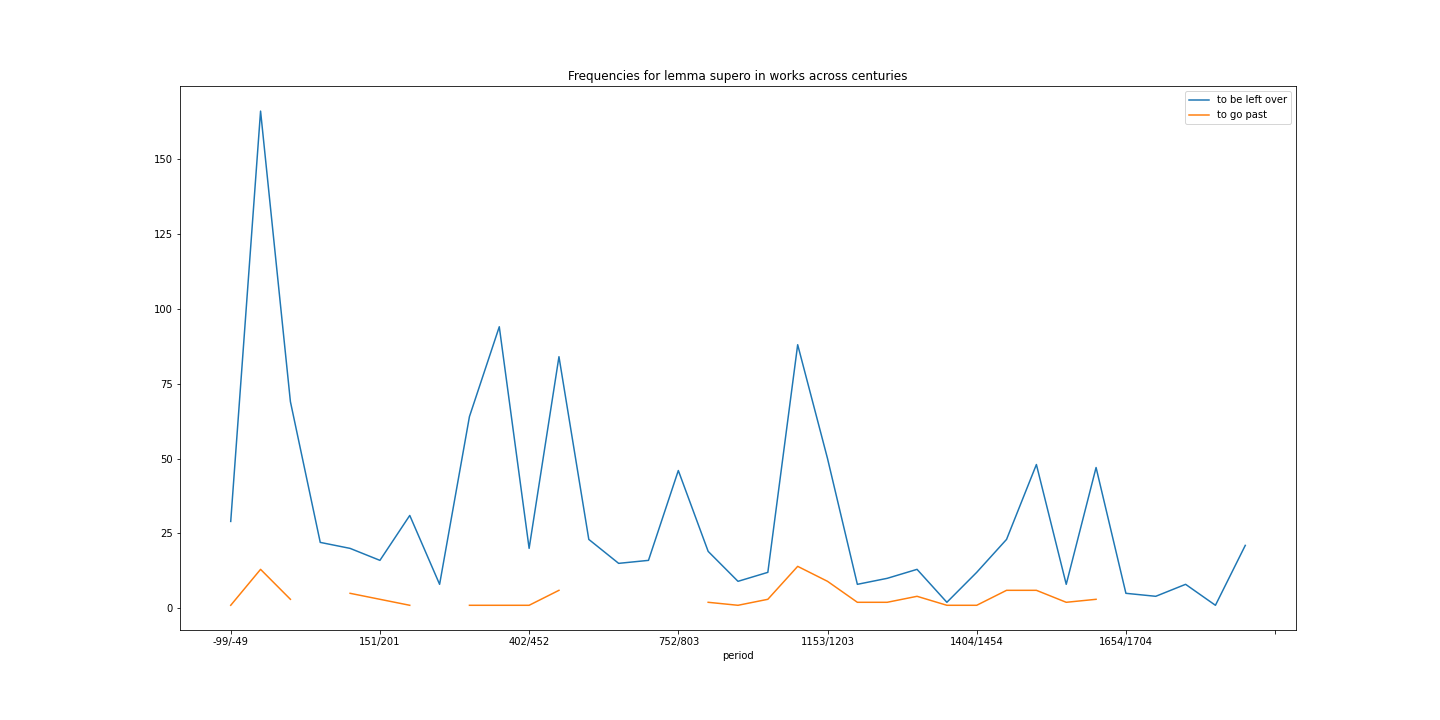 Frequencies for lemma supero in works across centuries
to be left over
to go past
150
125
100
75
50
25
0
-99/-49 151/201 402/452 752/803 1153/1203 1404/1454 1654/1704
period